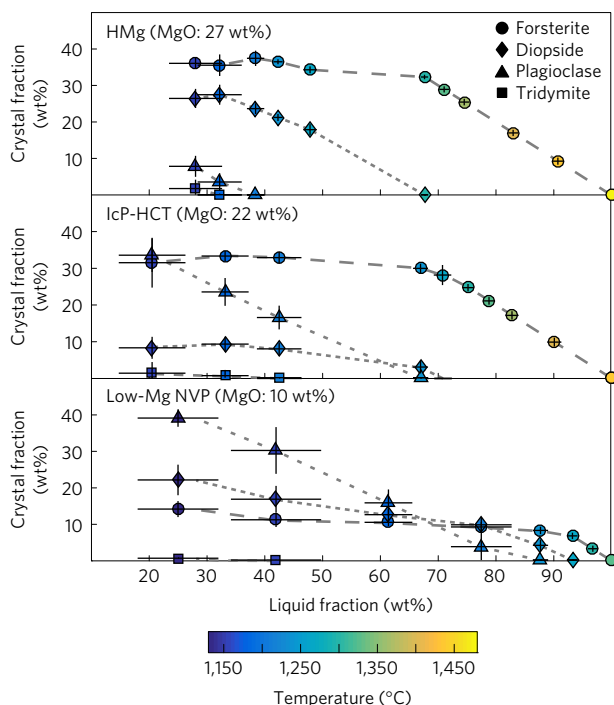 HMg (MgO: 27 wt%)
Forsterite
Diopside
Plagioclase
Tridymite
Crystal fraction
(wt%)
40
30
20
10
IcP-HCT (MgO: 22 wt%)
Crystal fraction
(wt%)
40
30
20
10
Low-Mg NVP (MgO: 10 wt%)
Crystal fraction
(wt%)
40
30
20
10
20 30 40 50 60 70 80 90
Liquid fraction (wt%)
1,150 1,250 1,350 1,450
Temperature (°C)